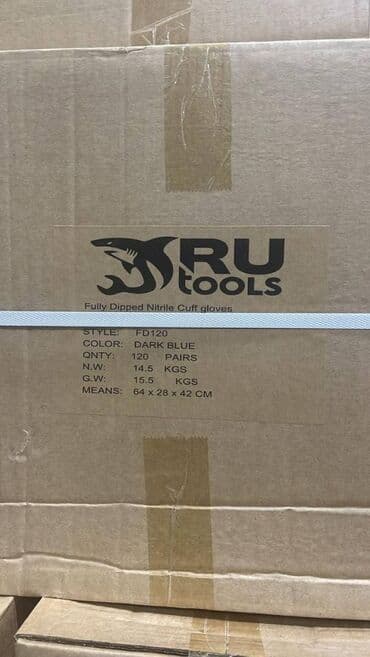 RU
tOOLS
Fully Dipped Nitrile Cuff gloves
STYLE: FD120
COLOR: DARK BLUE
QNTY: 120 PAIRS
N.W: 14.5 KGS
G.W: 15.5 KGS
MEANS: 64 x 28 x 42 CM